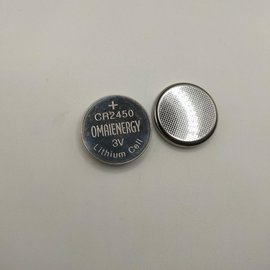 +
CR2450
OMAIENERGY
3V
Lithium Cell